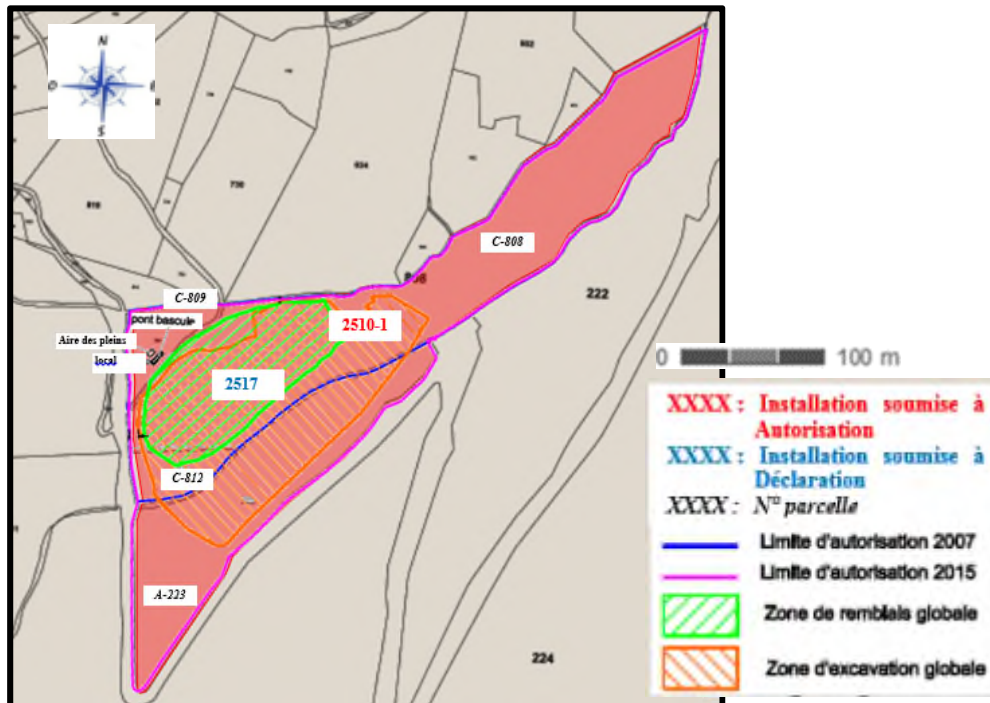 N
O
E
S
C-808
222
C-809
pont bascule
2510-1
Aire des pleins
local
2517
0
100 m
XXXX : Installation soumise à
Autorisation
XXXX : Installation soumise à
Déclaration
XXXX : N° parcelle
C-812
Limite d'autorisation 2007
Limite d'autorisation 2015
A-223
Zone de remblais globale
224
Zone d'excavation globale